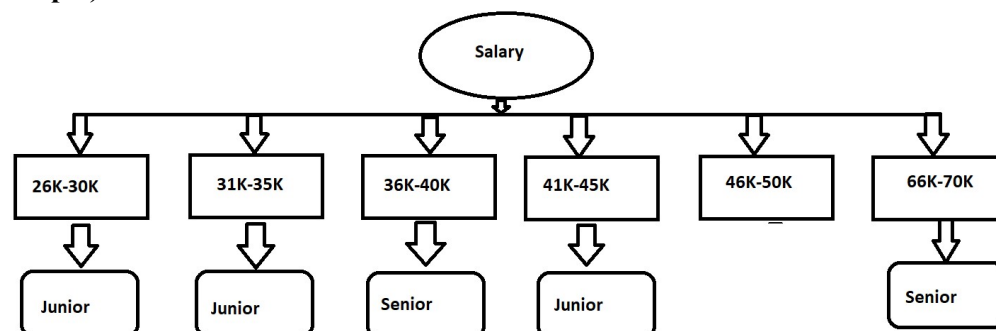 Salary
26K-30K
31K-35K
36K-40K
41K-45K
46K-50K
66K-70K
Junior
Junior
Senior
Junior
Senior